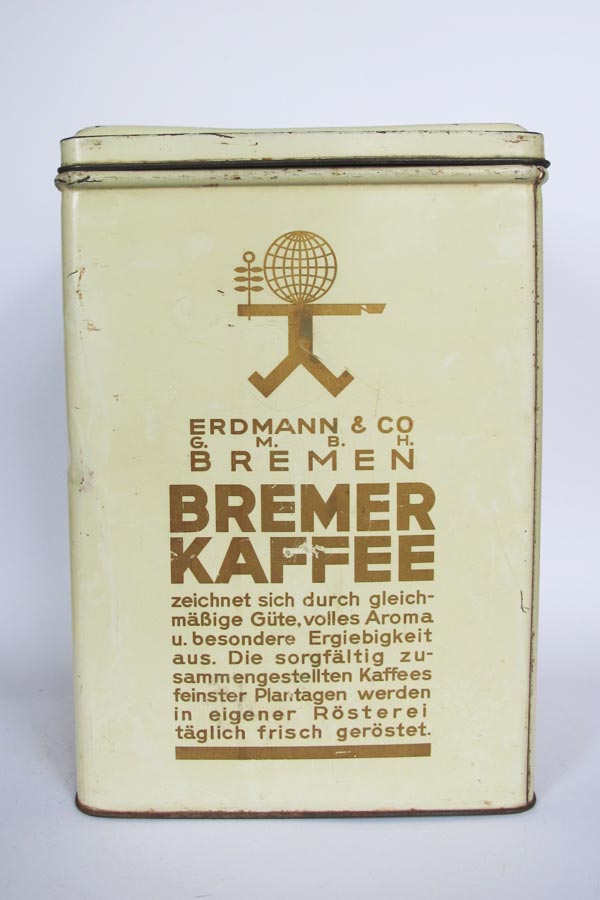 ERDMANN & CO
G. M. B. H.
BREMEN
BREMER
KAFFEE
zeichnet sich durch gleich-
mäßige Güte, volles Aroma
u. besondere Ergiebigkeit
aus. Die sorgfältig zu-
sammengestellten Kaffees
feinster Plantagen werden
in eigener Rösterei
täglich frisch geröstet.